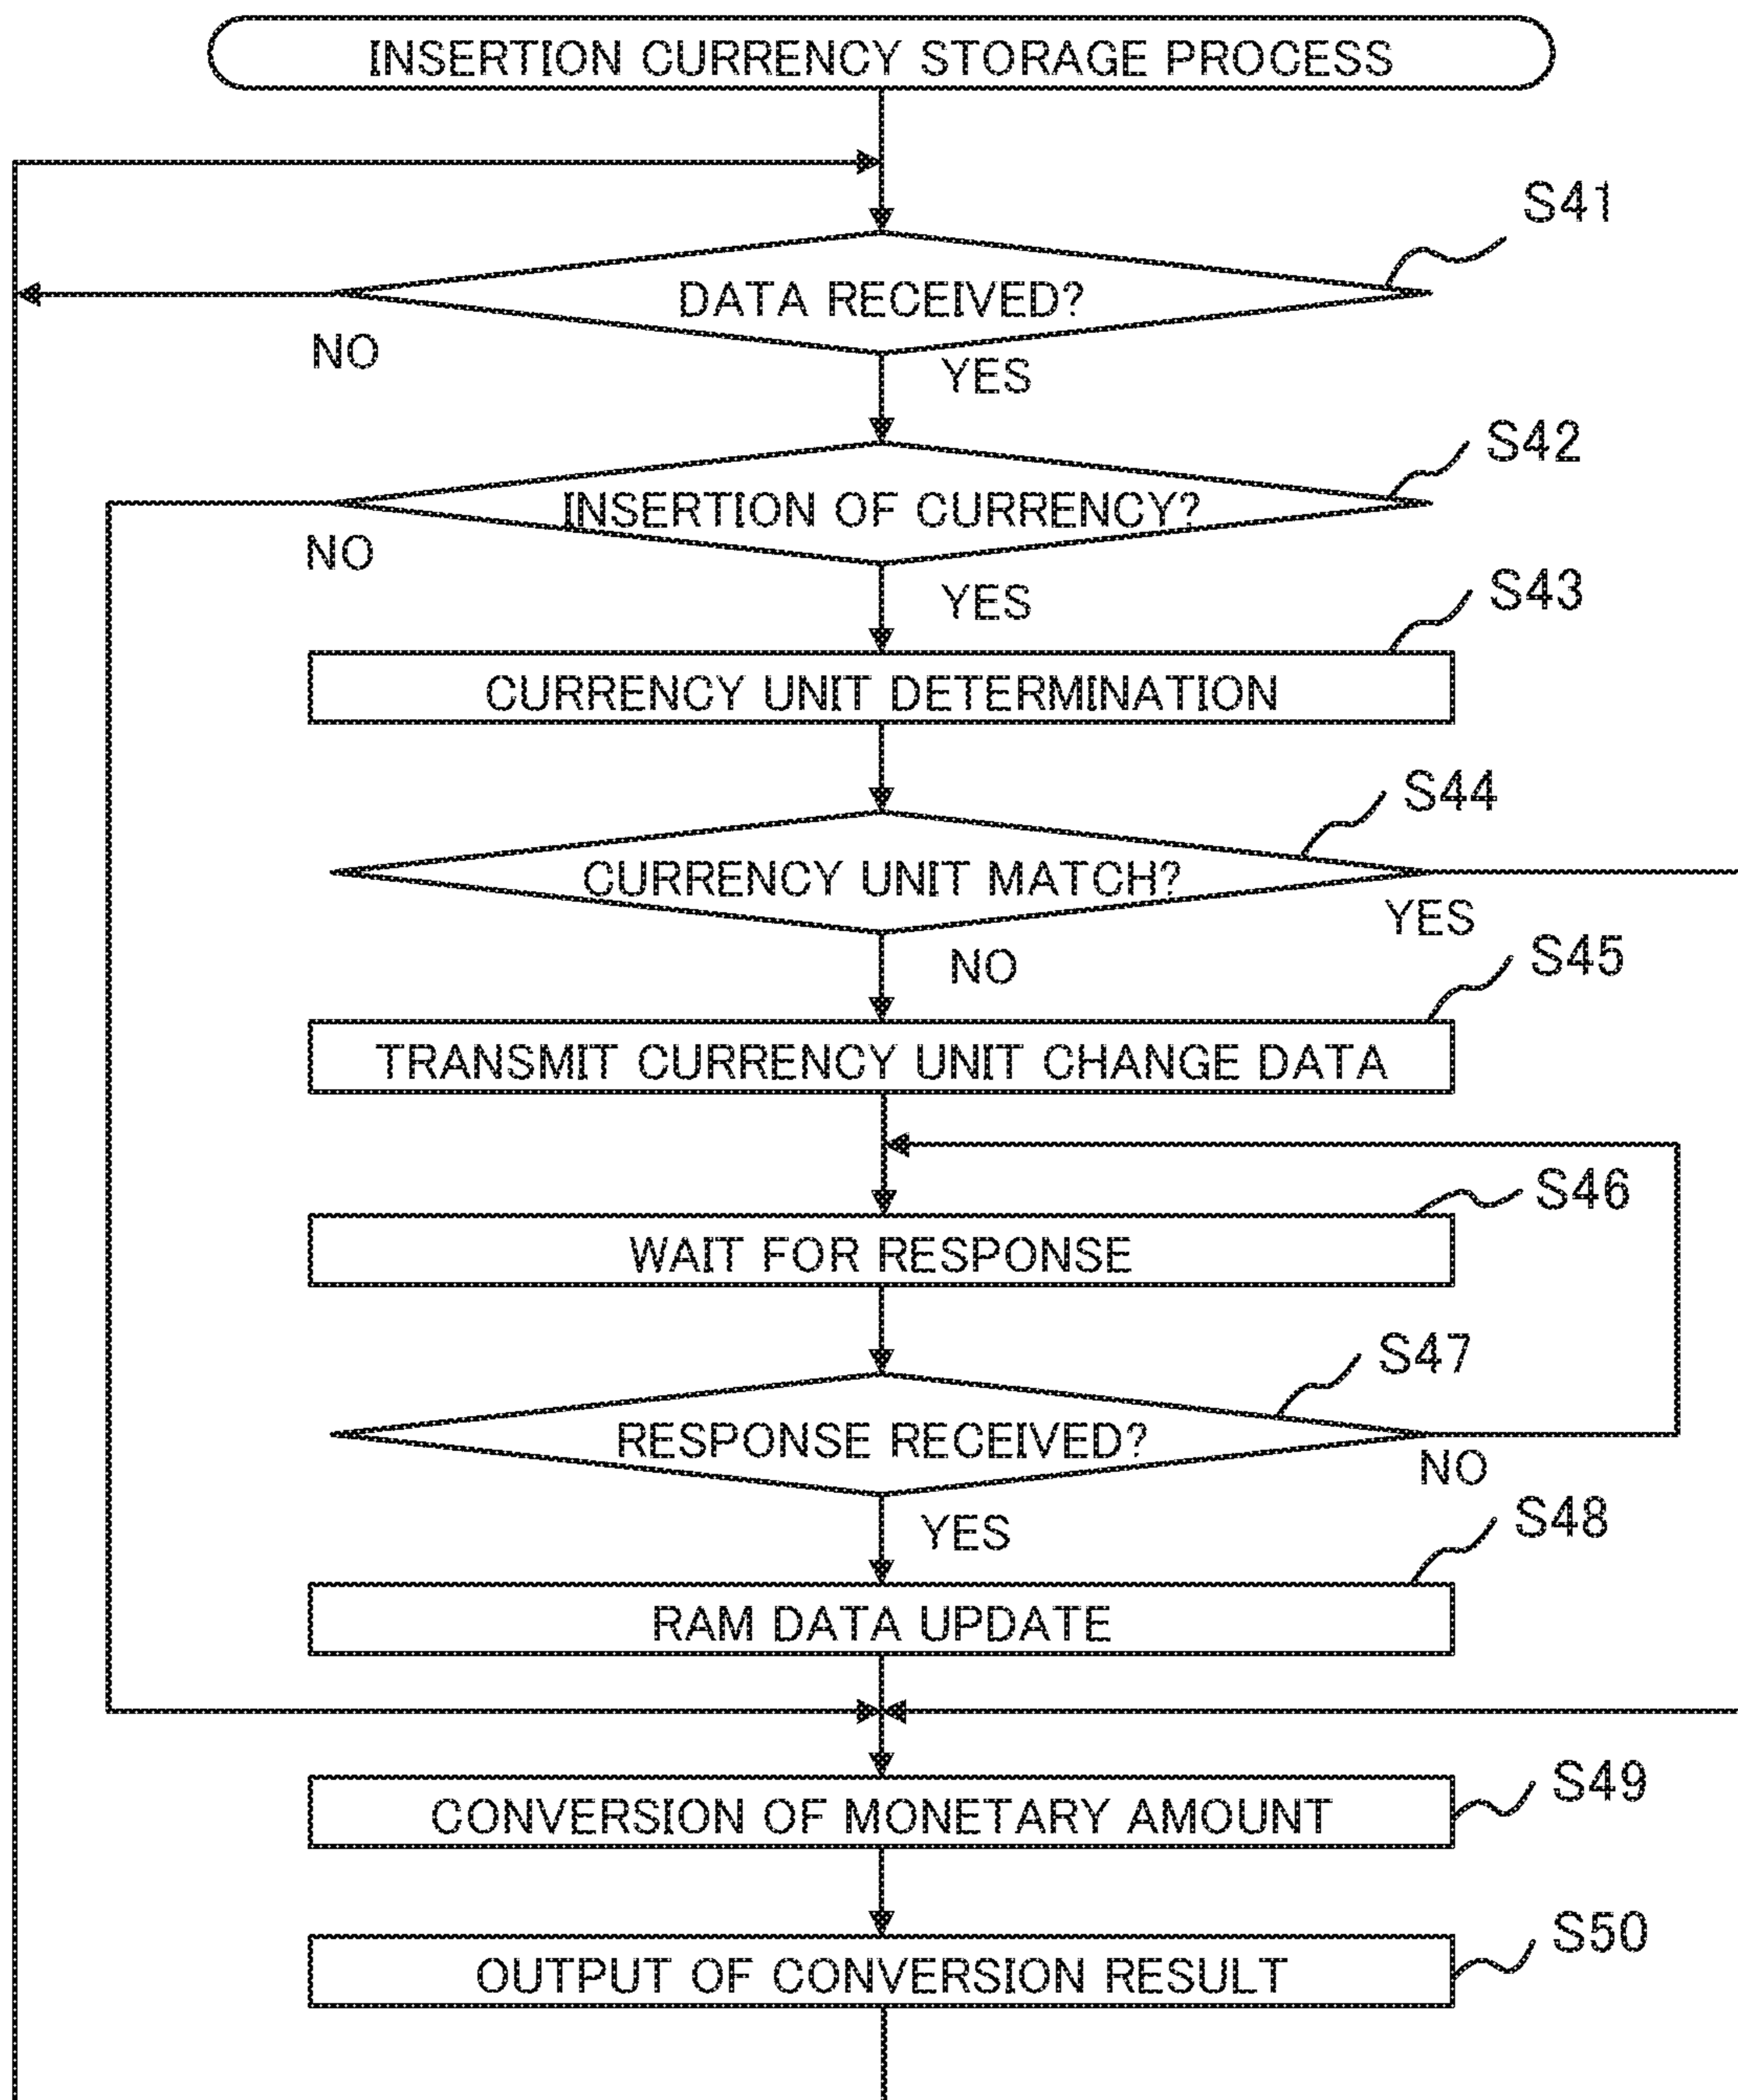 INSERTION CURRENCY STORAGE PROCESS
S41
DATA RECEIVED?
NO
YES
S42
INSERTION OF CURRENCY?
NO
YES
S43
CURRENCY UNIT DETERMINATION
S44
CURRENCY UNIT MATCH?
YES
NO
S45
TRANSMIT CURRENCY UNIT CHANGE DATA
S46
WAIT FOR RESPONSE
S47
RESPONSE RECEIVED?
NO
YES
S48
RAM DATA UPDATE
S49
CONVERSION OF MONETARY AMOUNT
S50
OUTPUT OF CONVERSION RESULT